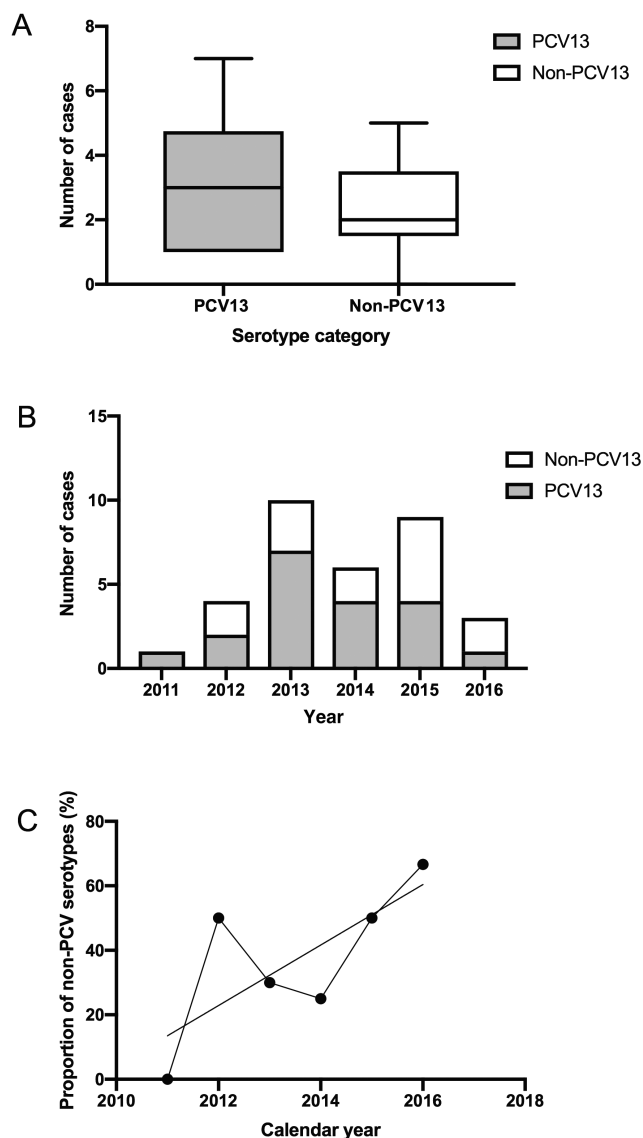 A
Number of cases
8
6
4
2
0
PCV13
Non-PCV13
Serotype category
PCV13
Non-PCV13
B
Number of cases
15
10
5
0
2011 2012 2013 2014 2015 2016
Year
Non-PCV13
PCV13
C
Proportion of non-PCV serotypes (%)
80
60
40
20
0
2010 2012 2014 2016 2018
Calendar year